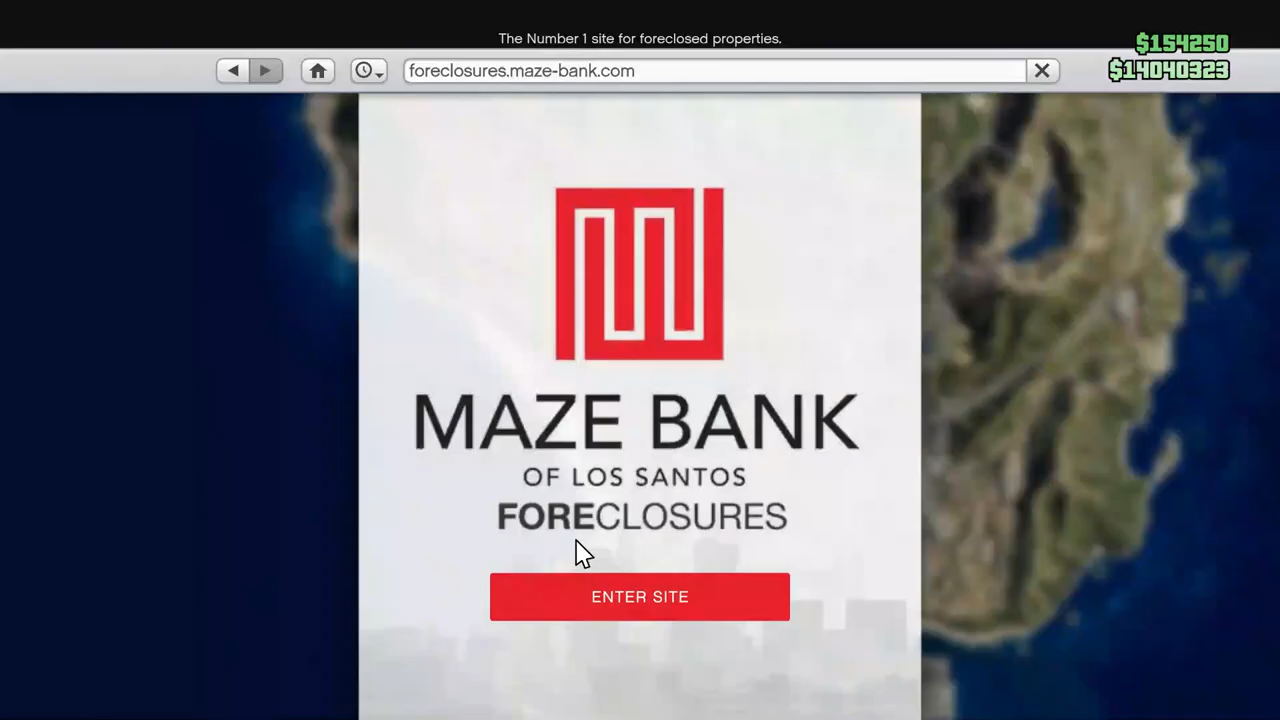 The Number 1 site for foreclosed properties.
$154250
foreclosures.maze-bank.com
$14040323
MAZE BANK
OF LOS SANTOS
FORECLOSURES
ENTER SITE